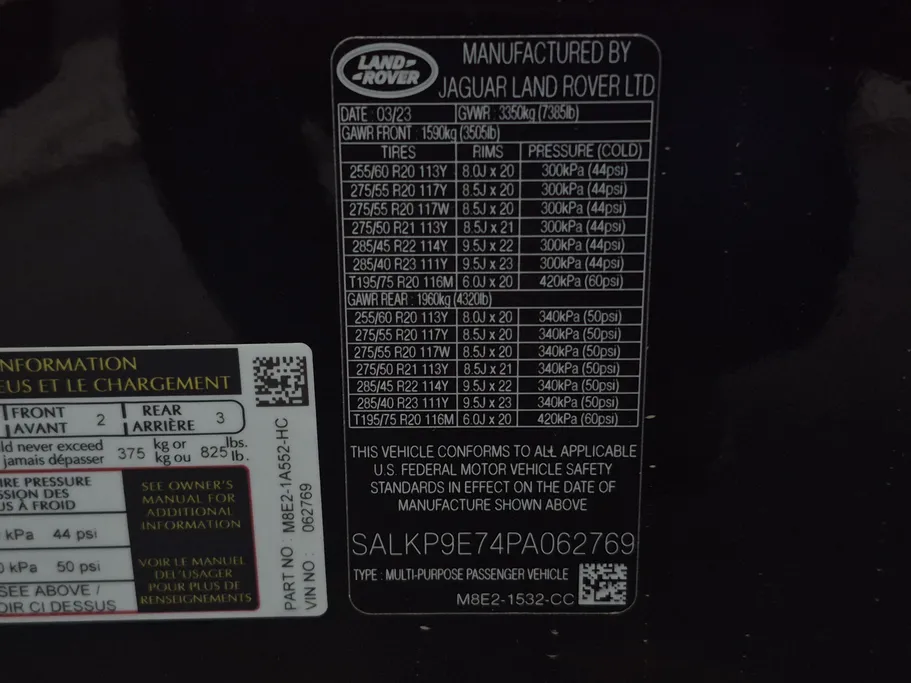 LAND-
-ROVER
MANUFACTURED BY
JAGUAR LAND ROVER LTD
DATE : 03/23 GVWR : 3350kg (7385lb)
GAWR FRONT : 1590kg (3505lb)
TIRES RIMS PRESSURE (COLD)
255/60 R20 113Y 8.0J x 20 300kPa (44psi)
275/55 R20 117Y 8.5J x 20 300kPa (44psi)
275/55 R20 117W 8.5J x 20 300kPa (44psi)
275/50 R21 113Y 8.5J x 21 300kPa (44psi)
285/45 R22 114Y 9.5J x 22 300kPa (44psi)
285/40 R23 111Y 9.5J x 23 300kPa (44psi)
T195/75 R20 116M 6.0J x 20 420kPa (60psi)
GAWR REAR : 1960kg (4320lb)
255/60 R20 113Y 8.0J x 20 340kPa (50psi)
275/55 R20 117Y 8.5J x 20 340kPa (50psi)
275/55 R20 117W 8.5J x 20 340kPa (50psi)
275/50 R21 113Y 8.5J x 21 340kPa (50psi)
285/45 R22 114Y 9.5J x 22 340kPa (50psi)
285/40 R23 111Y 9.5J x 23 340kPa (50psi)
T195/75 R20 116M 6.0J x 20 420kPa (60psi)
THIS VEHICLE CONFORMS TO ALL APPLICABLE
U.S. FEDERAL MOTOR VEHICLE SAFETY
STANDARDS IN EFFECT ON THE DATE OF
MANUFACTURE SHOWN ABOVE
SALKP9E74PA062769
TYPE : MULTI-PURPOSE PASSENGER VEHICLE
M8E2-1532-CC
NFORMATION
EUS ET LE CHARGEMENT
FRONT 2 REAR 3
AVANT ARRIÈRE
ld never exceed 375 kg or 825 lbs.
jamais dépasser kg ou lb.
IRE PRESSURE
SSION DES
US À FROID
kPa 44 psi
0 kPa 50 psi
SEE ABOVE /
OIR CI DESSUS
SEE OWNER'S
MANUAL FOR
ADDITIONAL
INFORMATION
VOIR LE MANUEL
DE L'USAGER
POUR PLUS DE
RENSEIGNEMENTS
PART NO : M8E2-1A552-HC
VIN NO : 062769